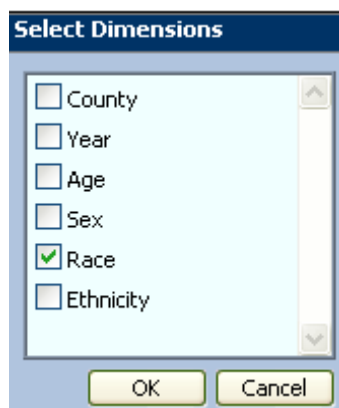 Select Dimensions
County
Year
Age
Sex
Race
Ethnicity
OK Cancel